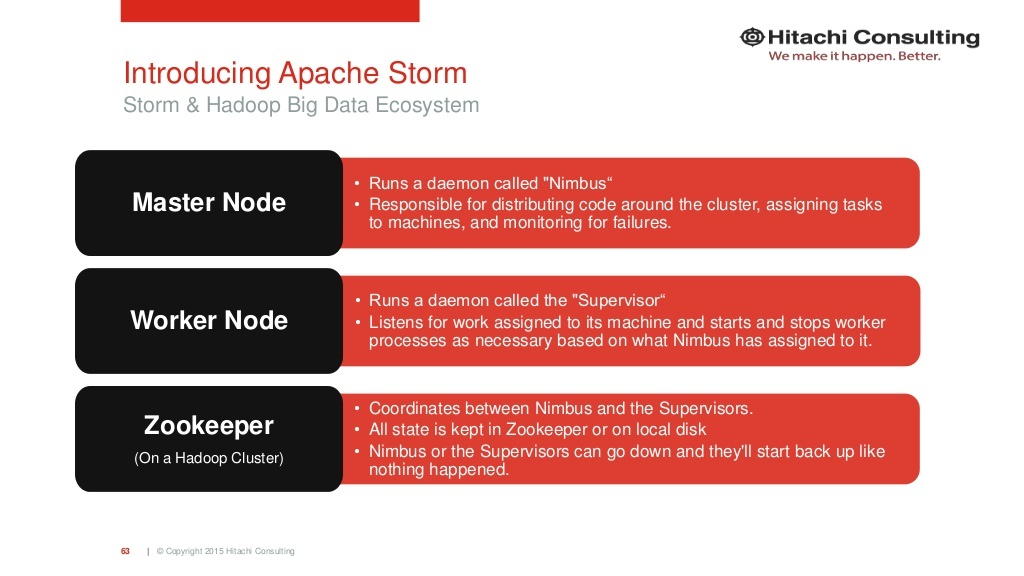 Hitachi Consulting
We make it happen. Better.
Introducing Apache Storm
Storm & Hadoop Big Data Ecosystem
Master Node
• Runs a daemon called "Nimbus“
• Responsible for distributing code around the cluster, assigning tasks
to machines, and monitoring for failures.
Worker Node
• Runs a daemon called the "Supervisor“
• Listens for work assigned to its machine and starts and stops worker
processes as necessary based on what Nimbus has assigned to it.
Zookeeper
(On a Hadoop Cluster)
• Coordinates between Nimbus and the Supervisors.
• All state is kept in Zookeeper or on local disk
• Nimbus or the Supervisors can go down and they'll start back up like
nothing happened.
63 | © Copyright 2015 Hitachi Consulting